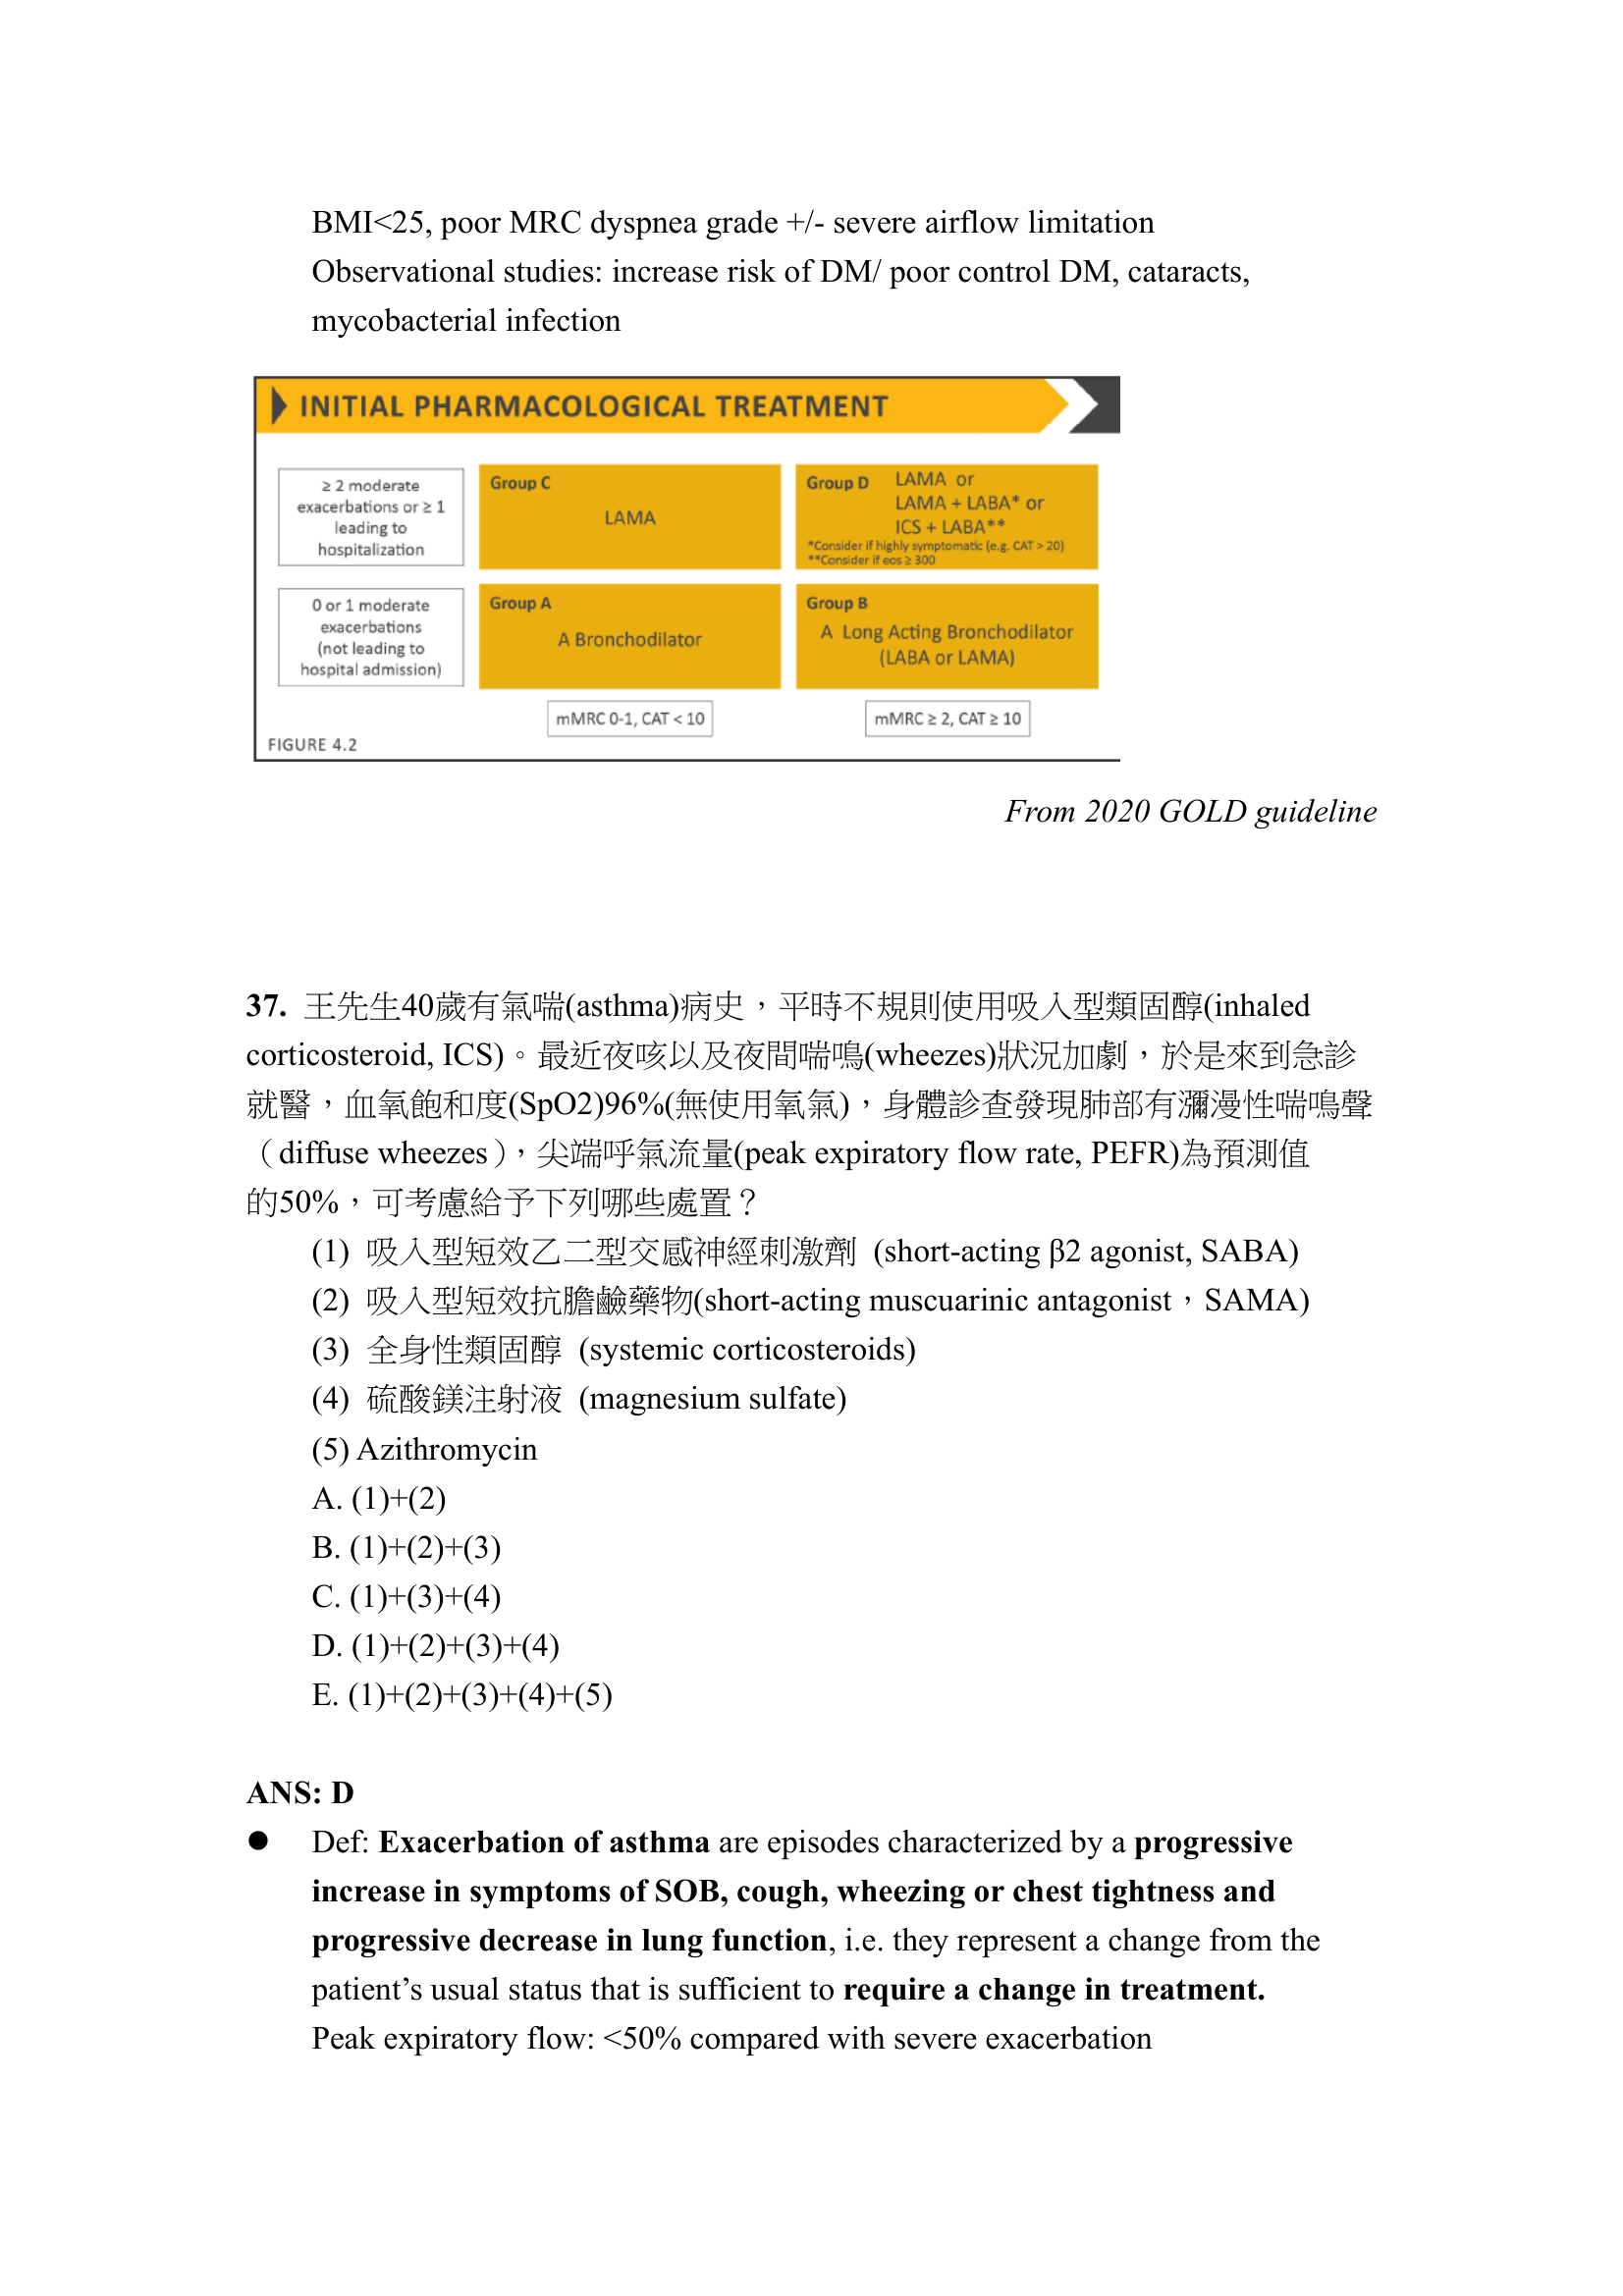 BMI<25, poor MRC dyspnea grade +/- severe airflow limitation
Observational studies: increase risk of DM/ poor control DM, cataracts,
mycobacterial infection
INITIAL PHARMACOLOGICAL TREATMENT
≥ 2 moderate
exacerbations or ≥ 1
leading to
hospitalization
Group C
LAMA
Group D
LAMA or
LAMA + LABA* or
ICS + LABA**
*Consider if highly symptomatic (e.g. CAT > 20)
**Consider if eos ≥ 300
0 or 1 moderate
exacerbations
(not leading to
hospital admission)
Group A
A Bronchodilator
Group B
A Long Acting Bronchodilator
(LABA or LAMA)
mMRC 0-1, CAT < 10
mMRC ≥ 2, CAT ≥ 10
FIGURE 4.2
From 2020 GOLD guideline
37. 王先生40歲有氣喘(asthma)病史，平時不規則使用吸入型類固醇(inhaled
corticosteroid, ICS)。最近夜咳以及夜間喘鳴(wheezes)狀況加劇，於是來到急診
就醫，血氧飽和度(SpO2)96%(無使用氧氣)，身體診查發現肺部有瀰漫性喘鳴聲
（diffuse wheezes），尖端呼氣流量(peak expiratory flow rate, PEFR)為預測值
的50%，可考慮給予下列哪些處置？
(1) 吸入型短效乙二型交感神經刺激劑 (short-acting β2 agonist, SABA)
(2) 吸入型短效抗膽鹼藥物(short-acting muscuarinic antagonist，SAMA)
(3) 全身性類固醇 (systemic corticosteroids)
(4) 硫酸鎂注射液 (magnesium sulfate)
(5) Azithromycin
A. (1)+(2)
B. (1)+(2)+(3)
C. (1)+(3)+(4)
D. (1)+(2)+(3)+(4)
E. (1)+(2)+(3)+(4)+(5)
ANS: D
● Def: Exacerbation of asthma are episodes characterized by a progressive
increase in symptoms of SOB, cough, wheezing or chest tightness and
progressive decrease in lung function, i.e. they represent a change from the
patient’s usual status that is sufficient to require a change in treatment.
Peak expiratory flow: <50% compared with severe exacerbation